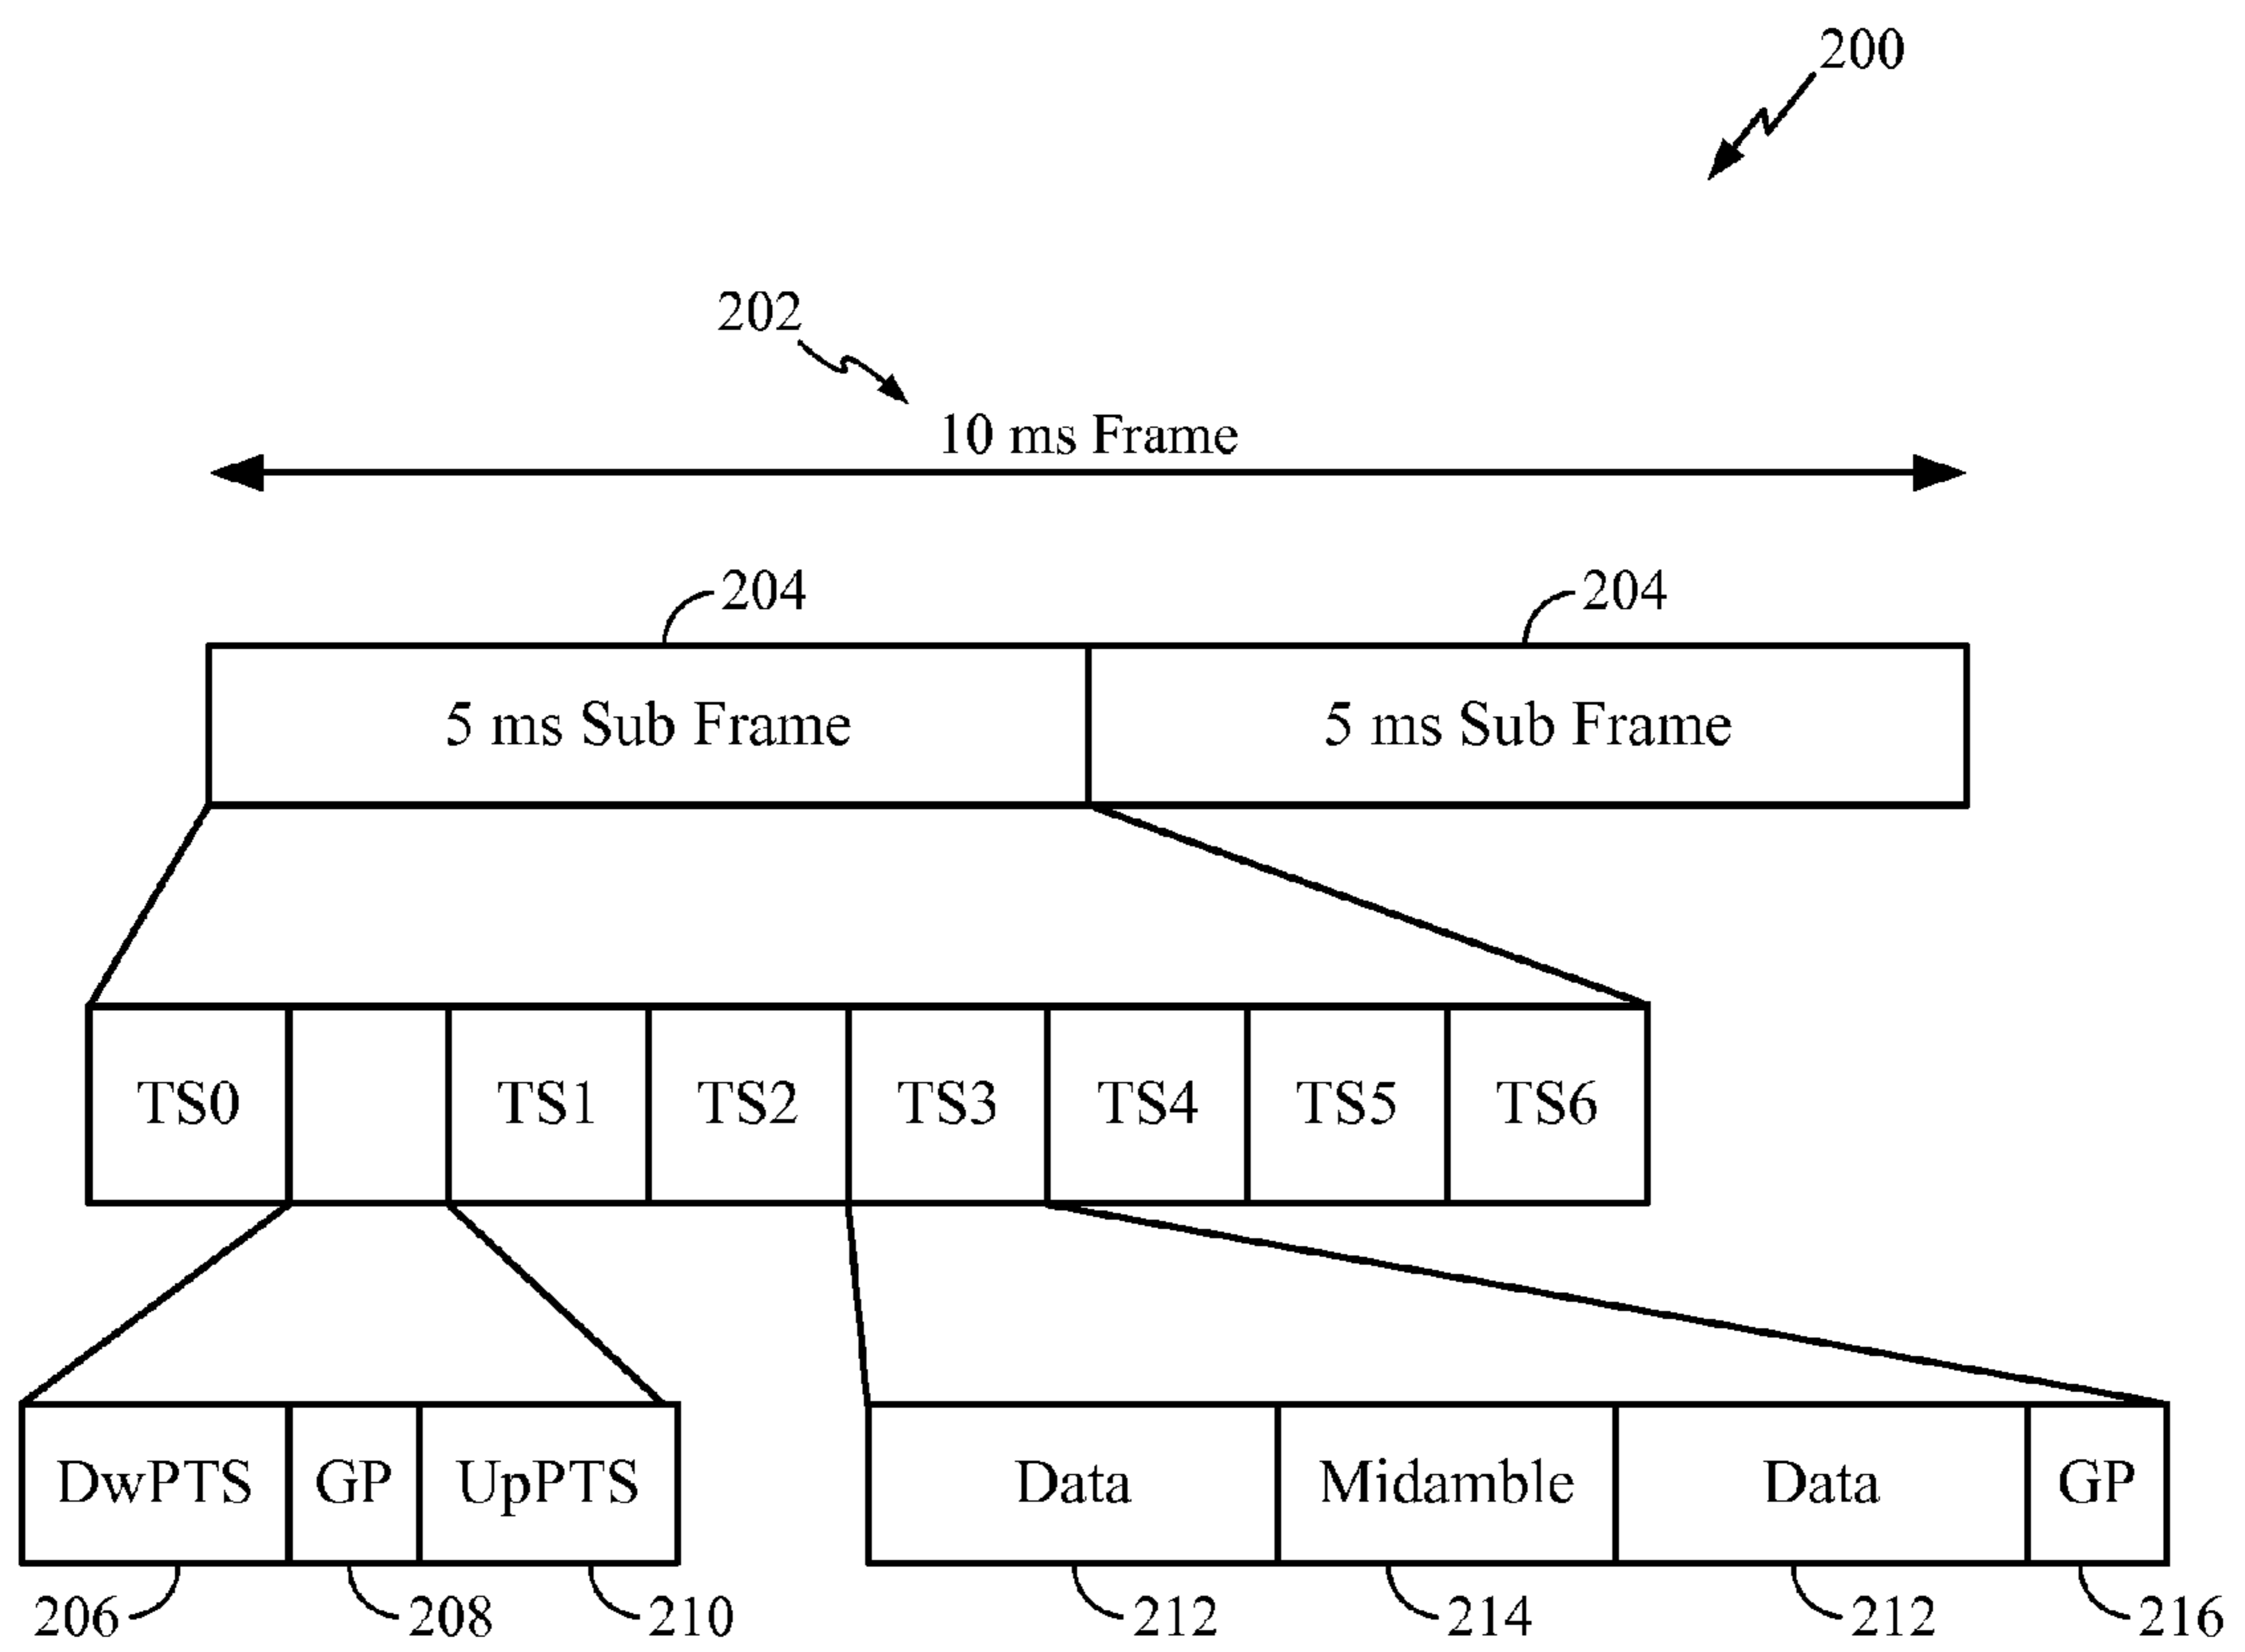 200
202
10 ms Frame
204 204
5 ms Sub Frame 5 ms Sub Frame
TS0 TS1 TS2 TS3 TS4 TS5 TS6
DwPTS GP UpPTS Data Midamble Data GP
206 208 210 212 214 212 216